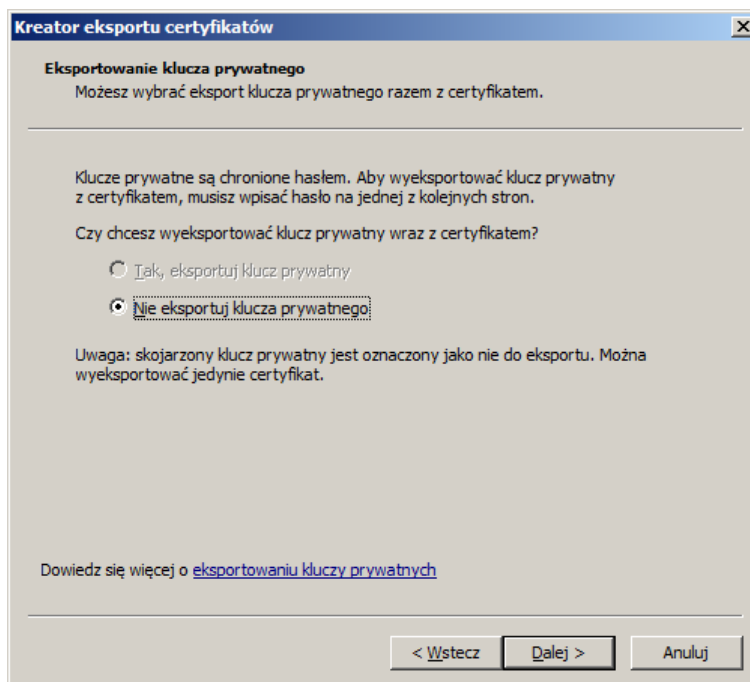 Kreator eksportu certyfikatów
Eksportowanie klucza prywatnego
Możesz wybrać eksport klucza prywatnego razem z certyfikatem.
Klucze prywatne są chronione hasłem. Aby wyeksportować klucz prywatny
z certyfikatem, musisz wpisać hasło na jednej z kolejnych stron.
Czy chcesz wyeksportować klucz prywatny wraz z certyfikatem?
Tak, eksportuj klucz prywatny
Nie eksportuj klucza prywatnego
Uwaga: skojarzony klucz prywatny jest oznaczony jako nie do eksportu. Można
wyeksportować jedynie certyfikat.
Dowiedz się więcej o eksportowaniu kluczy prywatnych
< Wstecz Dalej > Anuluj